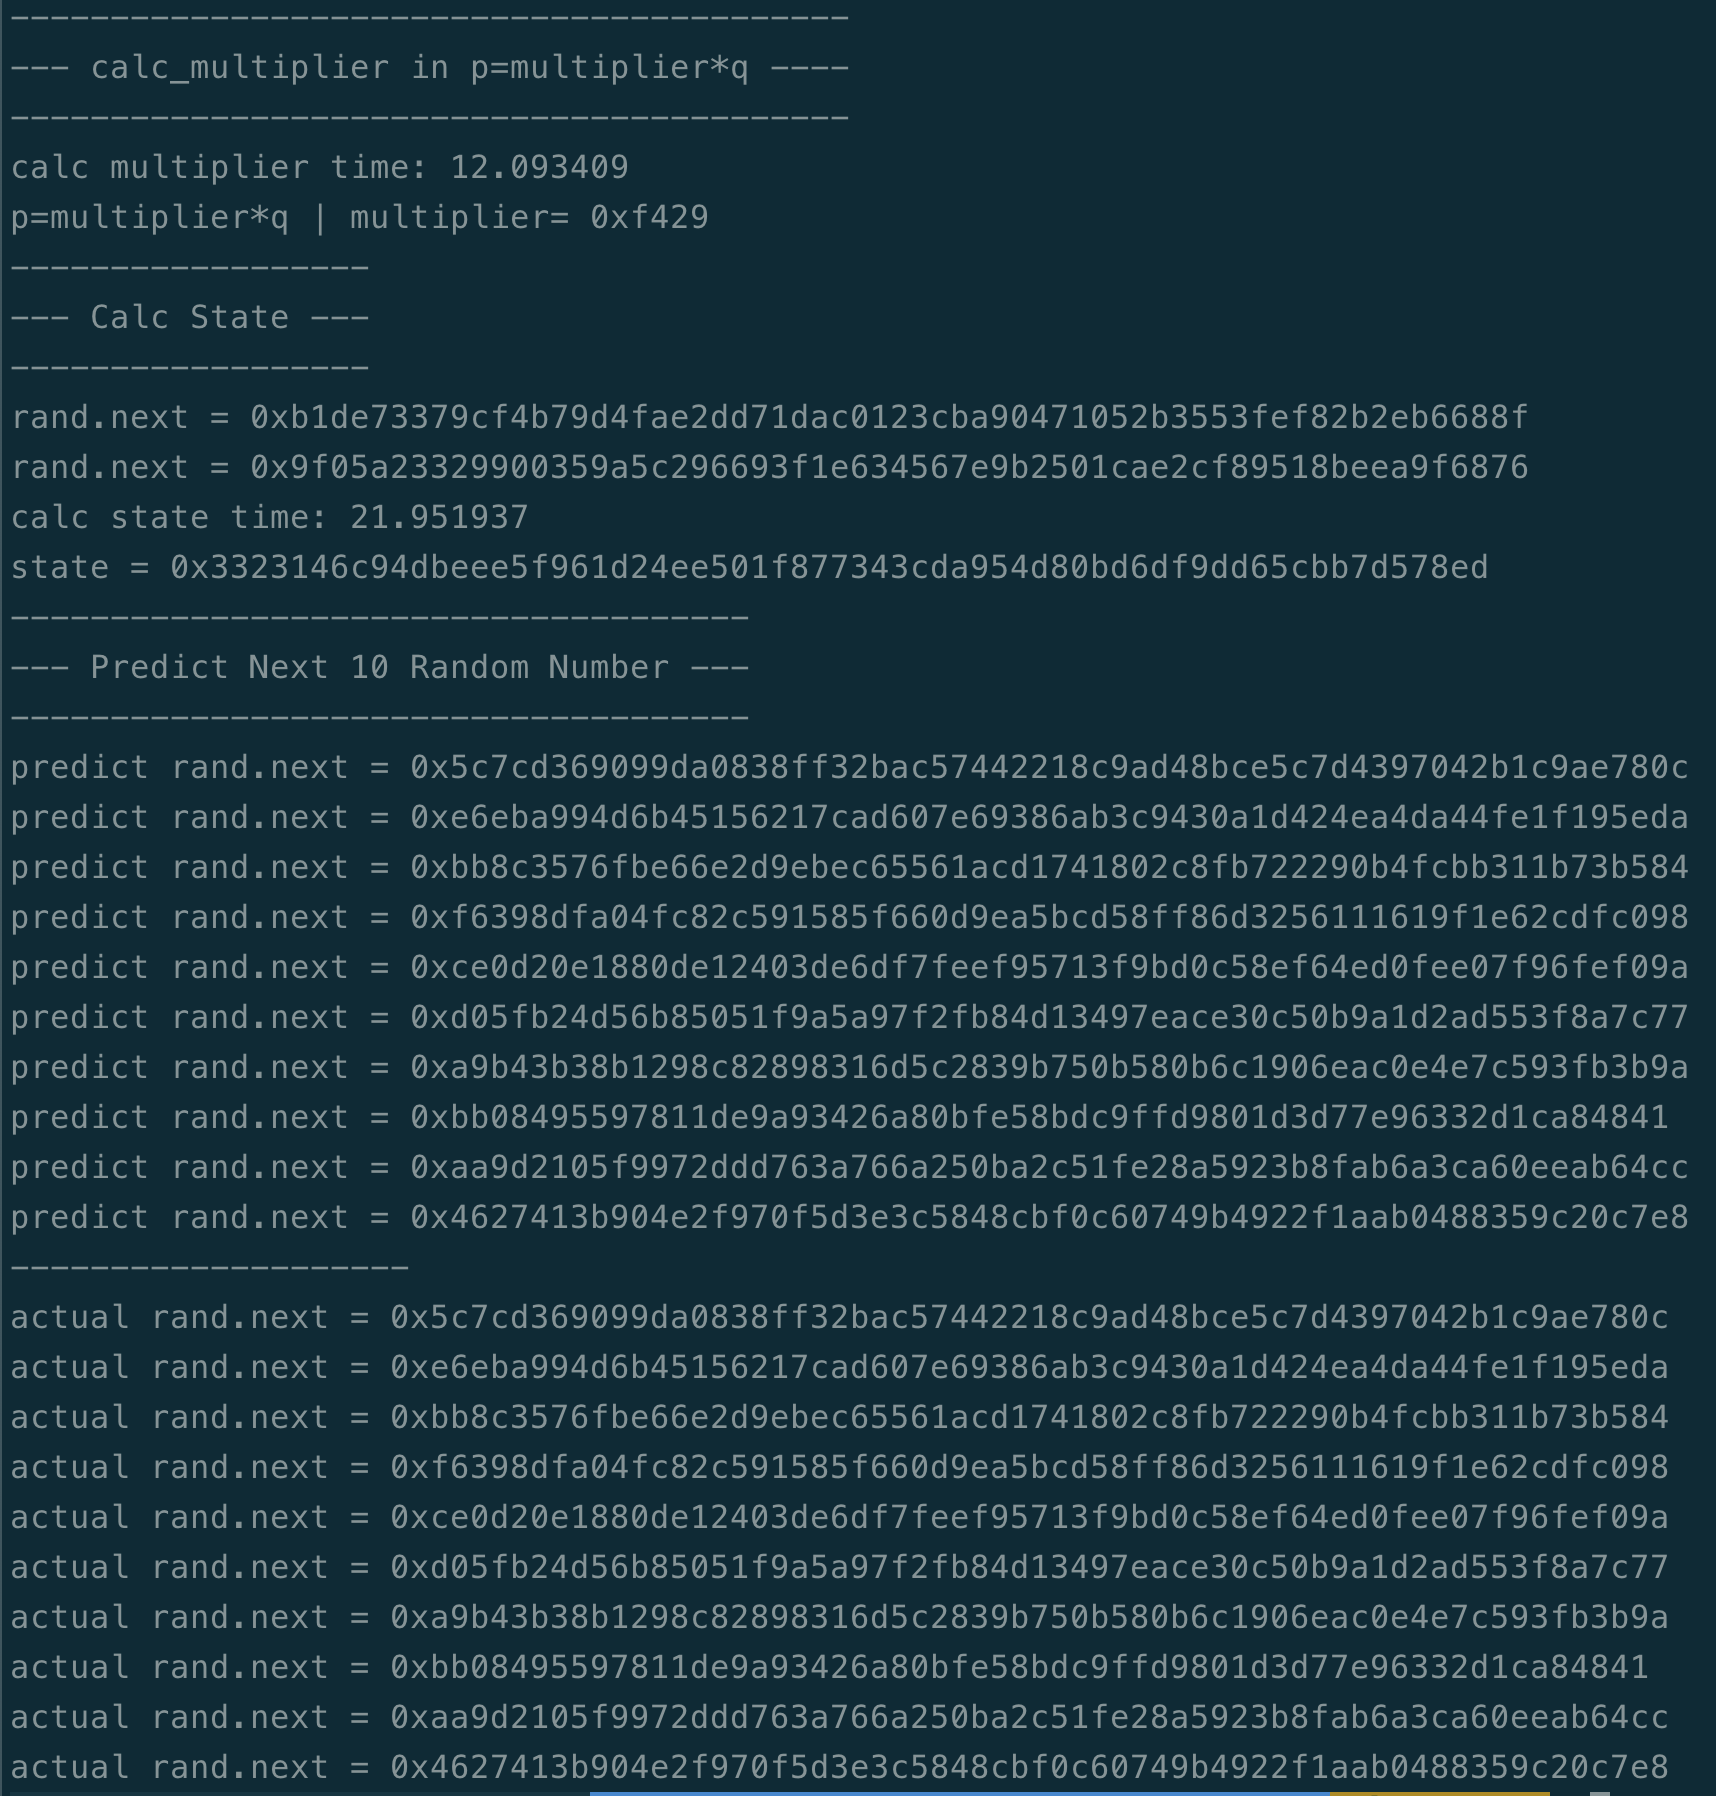 ------------------------------------------
--- calc_multiplier in p=multiplier*q ----
------------------------------------------
calc multiplier time: 12.093409
p=multiplier*q | multiplier= 0xf429
------------------
--- Calc State ---
------------------
rand.next = 0xb1de73379cf4b79d4fae2dd71dac0123cba90471052b3553fef82b2eb6688f
rand.next = 0x9f05a23329900359a5c296693f1e634567e9b2501cae2cf89518beea9f6876
calc state time: 21.951937
state = 0x3323146c94dbeee5f961d24ee501f877343cda954d80bd6df9dd65cbb7d578ed
-------------------------------------
--- Predict Next 10 Random Number ---
-------------------------------------
predict rand.next = 0x5c7cd369099da0838ff32bac57442218c9ad48bce5c7d4397042b1c9ae780c
predict rand.next = 0xe6eba994d6b45156217cad607e69386ab3c9430a1d424ea4da44fe1f195eda
predict rand.next = 0xbb8c3576fbe66e2d9ebec65561acd1741802c8fb722290b4fcbb311b73b584
predict rand.next = 0xf6398dfa04fc82c591585f660d9ea5bcd58ff86d3256111619f1e62cdfc098
predict rand.next = 0xce0d20e1880de12403de6df7feef95713f9bd0c58ef64ed0fee07f96fef09a
predict rand.next = 0xd05fb24d56b85051f9a5a97f2fb84d13497eace30c50b9a1d2ad553f8a7c77
predict rand.next = 0xa9b43b38b1298c82898316d5c2839b750b580b6c1906eac0e4e7c593fb3b9a
predict rand.next = 0xbb08495597811de9a93426a80bfe58bdc9ffd9801d3d77e96332d1ca84841
predict rand.next = 0xaa9d2105f9972ddd763a766a250ba2c51fe28a5923b8fab6a3ca60eeab64cc
predict rand.next = 0x4627413b904e2f970f5d3e3c5848cbf0c60749b4922f1aab0488359c20c7e8
--------------------
actual rand.next = 0x5c7cd369099da0838ff32bac57442218c9ad48bce5c7d4397042b1c9ae780c
actual rand.next = 0xe6eba994d6b45156217cad607e69386ab3c9430a1d424ea4da44fe1f195eda
actual rand.next = 0xbb8c3576fbe66e2d9ebec65561acd1741802c8fb722290b4fcbb311b73b584
actual rand.next = 0xf6398dfa04fc82c591585f660d9ea5bcd58ff86d3256111619f1e62cdfc098
actual rand.next = 0xce0d20e1880de12403de6df7feef95713f9bd0c58ef64ed0fee07f96fef09a
actual rand.next = 0xd05fb24d56b85051f9a5a97f2fb84d13497eace30c50b9a1d2ad553f8a7c77
actual rand.next = 0xa9b43b38b1298c82898316d5c2839b750b580b6c1906eac0e4e7c593fb3b9a
actual rand.next = 0xbb08495597811de9a93426a80bfe58bdc9ffd9801d3d77e96332d1ca84841
actual rand.next = 0xaa9d2105f9972ddd763a766a250ba2c51fe28a5923b8fab6a3ca60eeab64cc
actual rand.next = 0x4627413b904e2f970f5d3e3c5848cbf0c60749b4922f1aab0488359c20c7e8